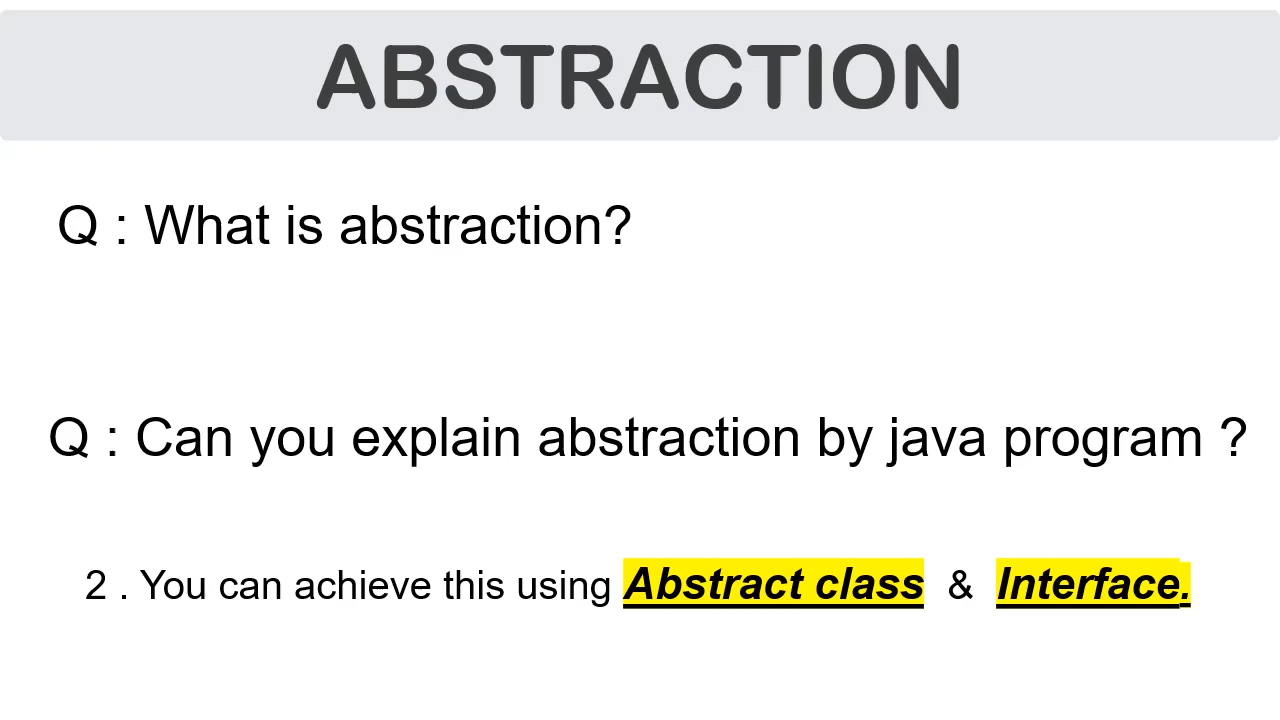 ABSTRACTION
Q : What is abstraction?
Q : Can you explain abstraction by java program ?
2 . You can achieve this using Abstract class & Interface.